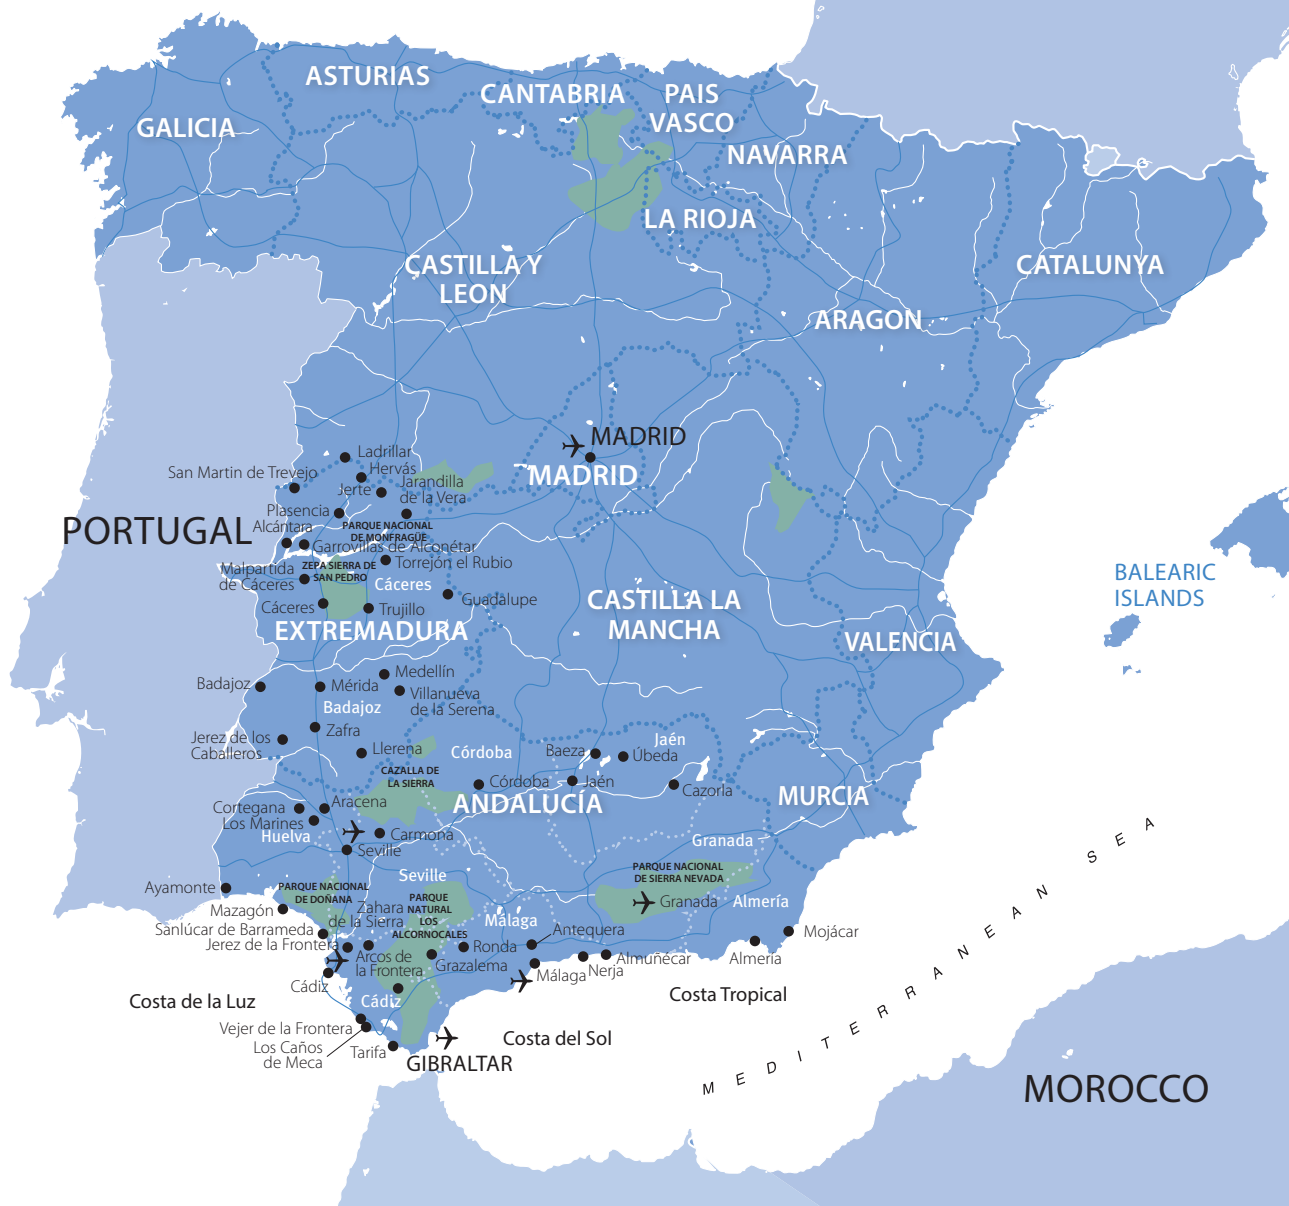 ASTURIAS
CANTABRIA
PAIS
VASCO
GALICIA
NAVARRA
LA RIOJA
CASTILLA Y
LEON
CATALUNYA
ARAGON
MADRID
MADRID
Ladrillar
Hervás
San Martin de Trevejo
Jerte
Jarandilla
de la Vera
Plasencia
PORTUGAL
Alcántara
PARQUE NACIONAL
DE MONFRAGÜE
Garrovillas de Alconétar
Torrejón el Rubio
ZEPA SIERRA DE
SAN PEDRO
Malpartida
de Cáceres
Cáceres
Guadalupe
Cáceres
Trujillo
EXTREMADURA
CASTILLA LA
MANCHA
BALEARIC
ISLANDS
VALENCIA
Medellín
Badajoz
Mérida
Villanueva
de la Serena
Badajoz
Zafra
Jerez de los
Caballeros
Llerena
Córdoba
Baeza
Jaén
Úbeda
CAZALLA DE
LA SIERRA
Córdoba
Jaén
Cazorla
MURCIA
ANDALUCÍA
Cortegana
Aracena
Los Marines
Huelva
Carmona
Seville
Granada
Seville
PARQUE NACIONAL
DE SIERRA NEVADA
Ayamonte
PARQUE NACIONAL
DE DOÑANA
Granada
Almería
Mazagón
Zahara
de la Sierra
PARQUE
NATURAL
LOS
ALCORNOCALES
Málaga
Sanlúcar de Barrameda
Jerez de la Frontera
Antequera
Mojácar
Ronda
Arcos de
la Frontera
Grazalema
Málaga
Nerja
Almuñécar
Almeria
Cádiz
Cádiz
Costa de la Luz
Costa Tropical
Vejer de la Frontera
Los Caños
de Meca
Tarifa
Costa del Sol
GIBRALTAR
MEDITERRANEAN SEA
MOROCCO